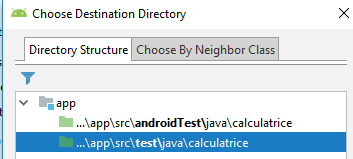 Choose Destination Directory
Directory Structure Choose By Neighbor Class
app
...\app\src\androidTest\java\calculatrice
...\app\src\test\java\calculatrice